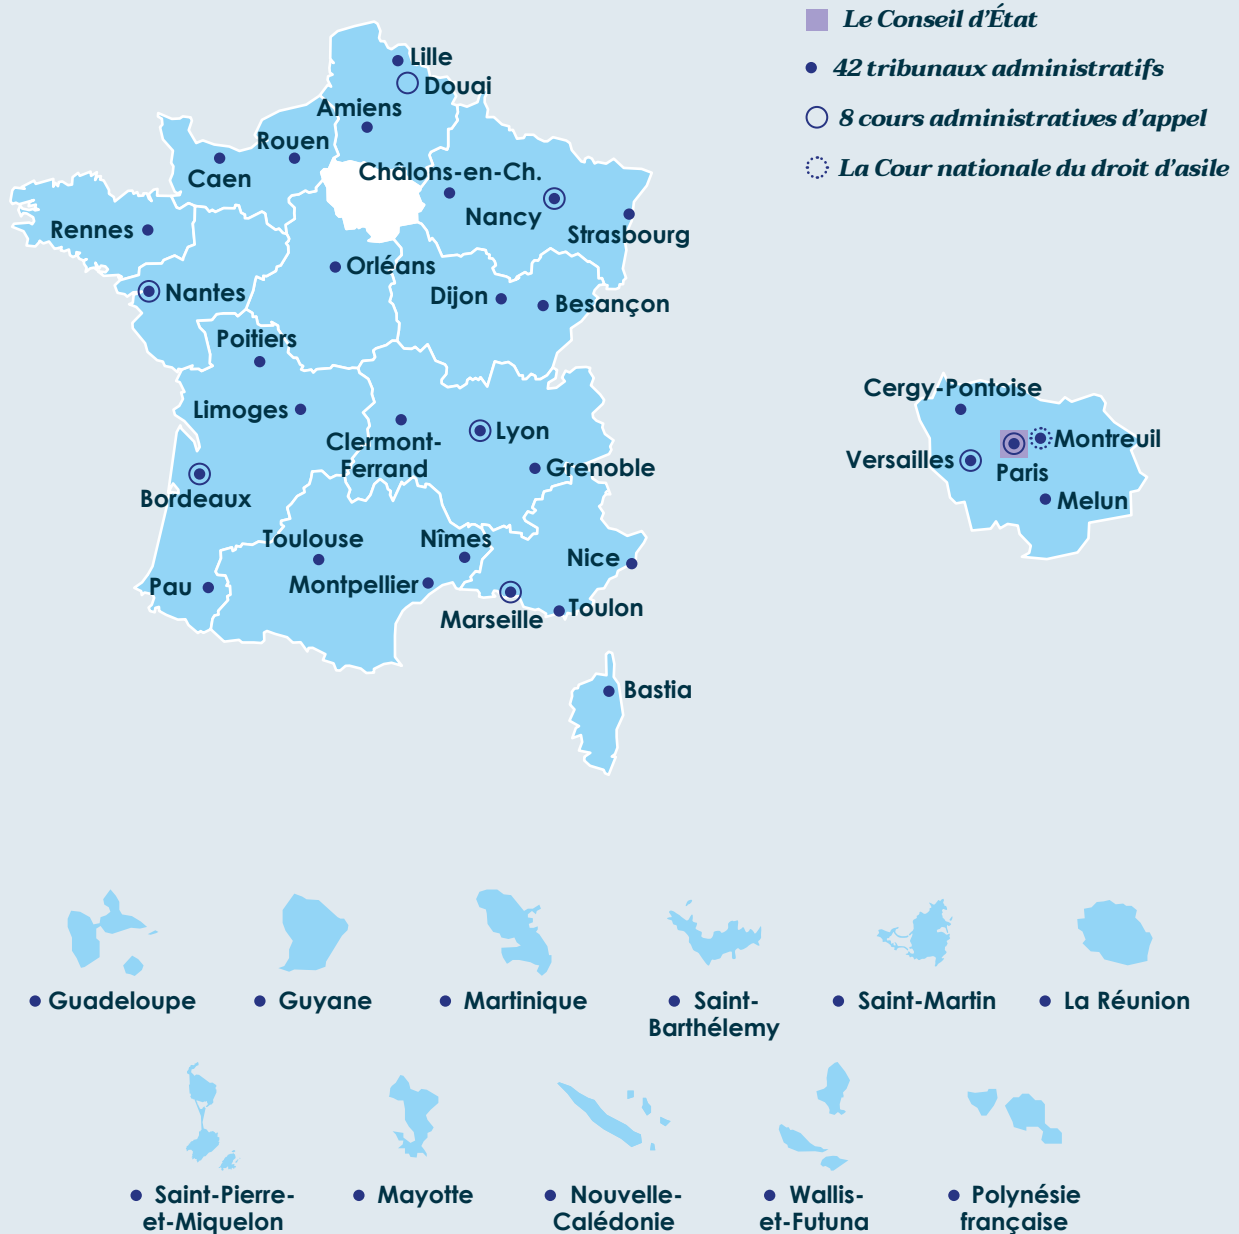 Le Conseil d'État
42 tribunaux administratifs
8 cours administratives d'appel
La Cour nationale du droit d'asile
Lille
Douai
Amiens
Rouen
Caen
Châlons-en-Ch.
Nancy
Strasbourg
Rennes
Orléans
Nantes
Dijon
Besançon
Poitiers
Limoges
Clermont-
Ferrand
Lyon
Grenoble
Bordeaux
Toulouse
Nîmes
Nice
Pau
Montpellier
Marseille
Toulon
Bastia
Cergy-Pontoise
Montreuil
Versailles
Paris
Melun
Guadeloupe
Guyane
Martinique
Saint-
Barthélemy
Saint-Martin
La Réunion
Saint-Pierre-
et-Miquelon
Mayotte
Nouvelle-
Calédonie
Wallis-
et-Futuna
Polynésie
française